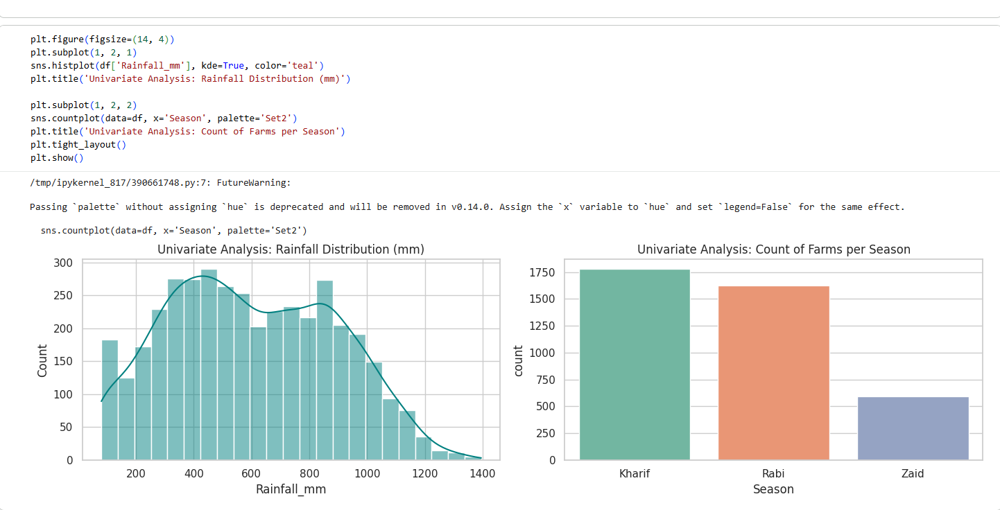 plt.figure(figsize=(14, 4))
plt.subplot(1, 2, 1)
sns.histplot(df['Rainfall_mm'], kde=True, color='teal')
plt.title('Univariate Analysis: Rainfall Distribution (mm)')
plt.subplot(1, 2, 2)
sns.countplot(data=df, x='Season', palette='Set2')
plt.title('Univariate Analysis: Count of Farms per Season')
plt.tight_layout()
plt.show()
/tmp/ipykernel_817/390661748.py:7: FutureWarning:
Passing `palette` without assigning `hue` is deprecated and will be removed in v0.14.0. Assign the `x` variable to `hue` and set `legend=False` for the same effect.
sns.countplot(data=df, x='Season', palette='Set2')
Univariate Analysis: Rainfall Distribution (mm)
300
250
200
150
100
50
0
Count
200 400 600 800 1000 1200 1400
Rainfall_mm
Univariate Analysis: Count of Farms per Season
1750
1500
1250
1000
750
500
250
0
count
Kharif Rabi Zaid
Season